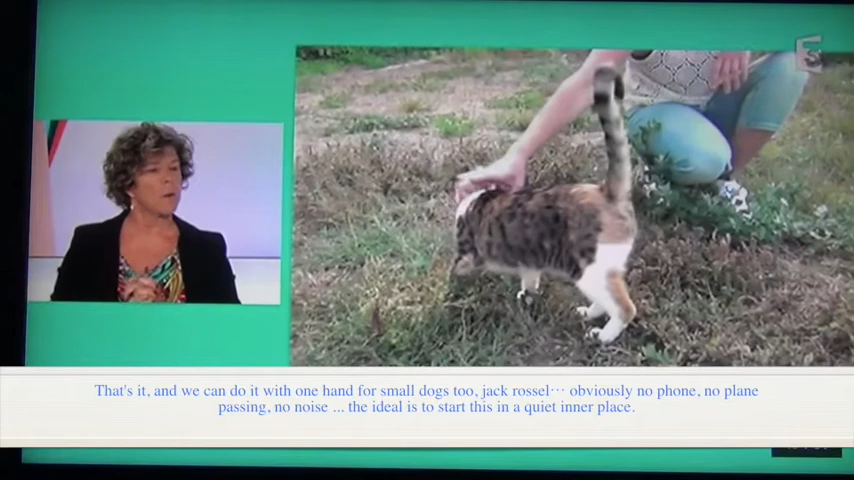 5
That's it, and we can do it with one hand for small dogs too, jack rossel… obviously no phone, no plane
passing, no noise ... the ideal is to start this in a quiet inner place.